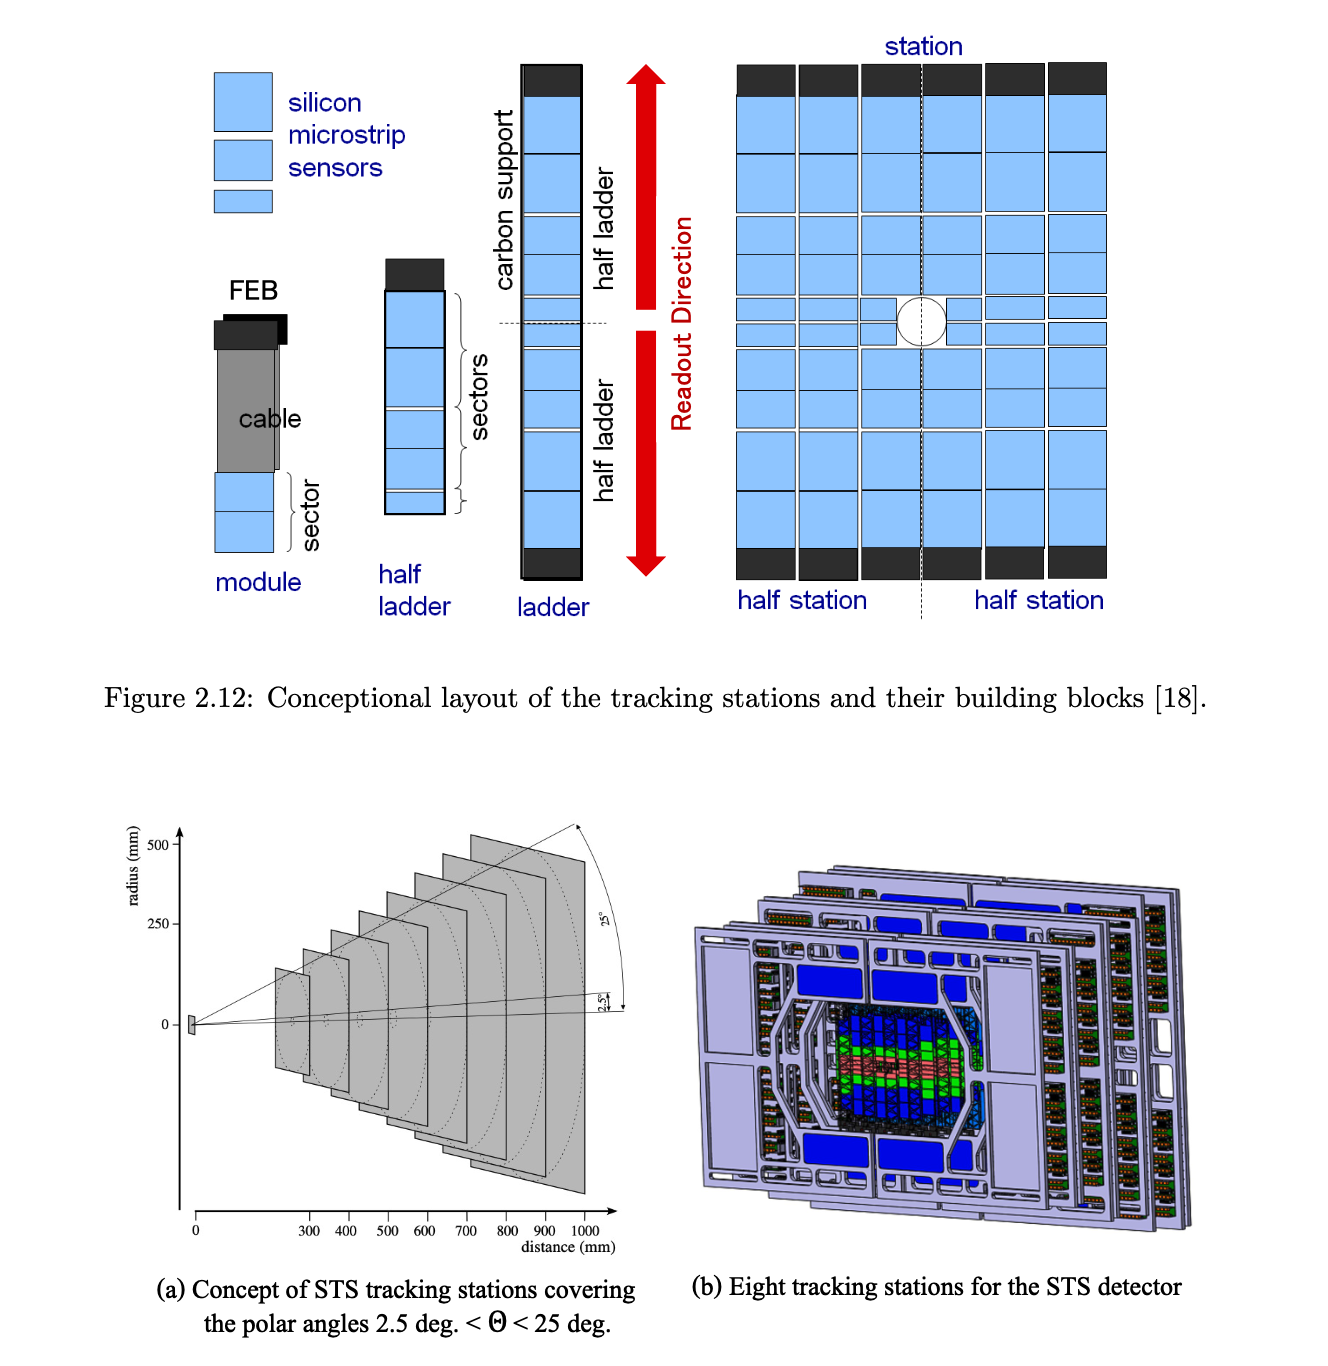 station
silicon
microstrip
sensors
carbon support
half ladder
half ladder
Readout Direction
FEB
cable
sector
module
sectors
half
ladder
ladder
half station
half station
Figure 2.12: Conceptional layout of the tracking stations and their building blocks [18].
radius (mm)
500
250
0
25°
2.5°
0 300 400 500 600 700 800 900 1000
distance (mm)
(a) Concept of STS tracking stations covering
the polar angles 2.5 deg. < Θ < 25 deg.
(b) Eight tracking stations for the STS detector